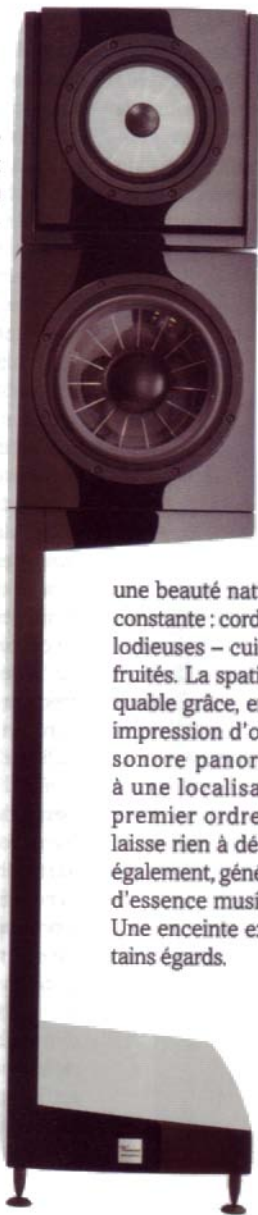 une beauté nat
constante : cord
lodieuses – cui
fruités. La spati
quable grâce, en
impression d'o
sonore panor
à une localisa
premier ordre
laisse rien à dé
également, géné
d'essence musi
Une enceinte ex
tains égards.